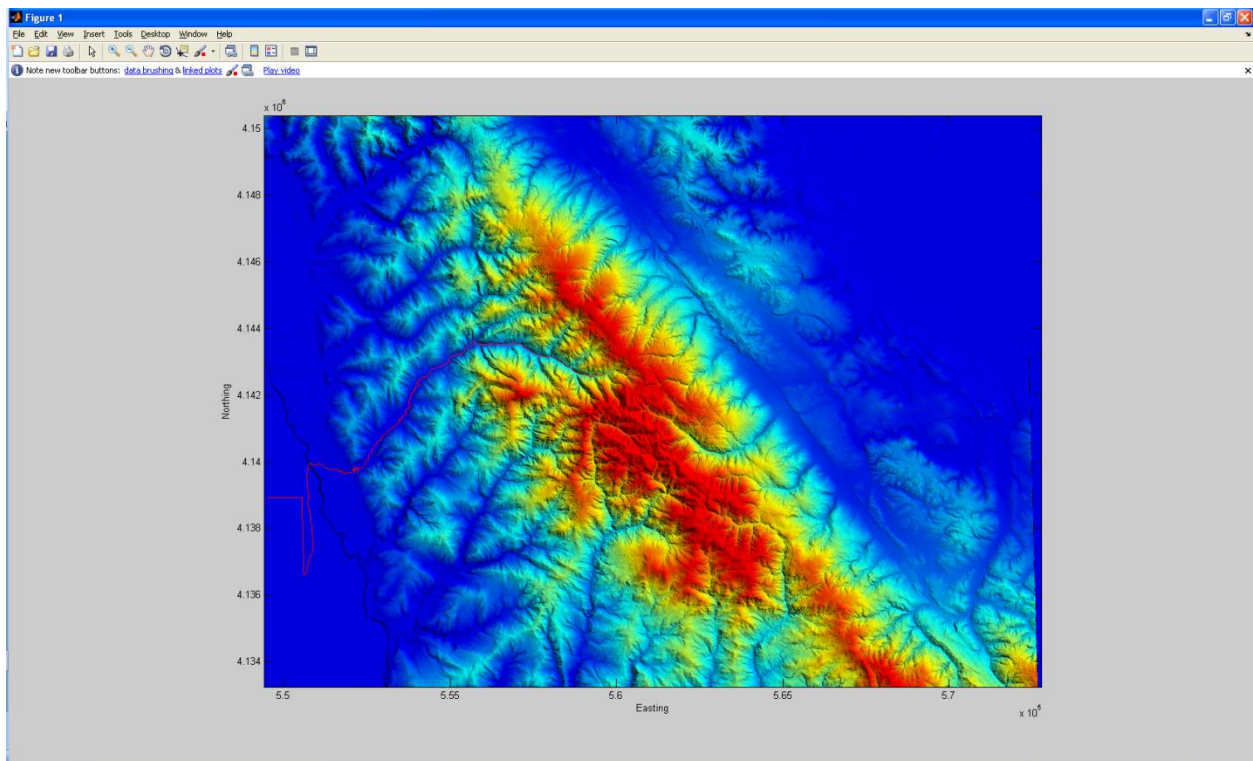 Figure 1
File Edit View Insert Tools Desktop Window Help
Note new toolbar buttons: data brushing & linked plots Play video
x 10^6
4.15
4.148
4.146
4.144
4.142
4.14
4.138
4.136
4.134
Northing
5.5 5.55 5.6 5.65 5.7
Easting
x 10^5